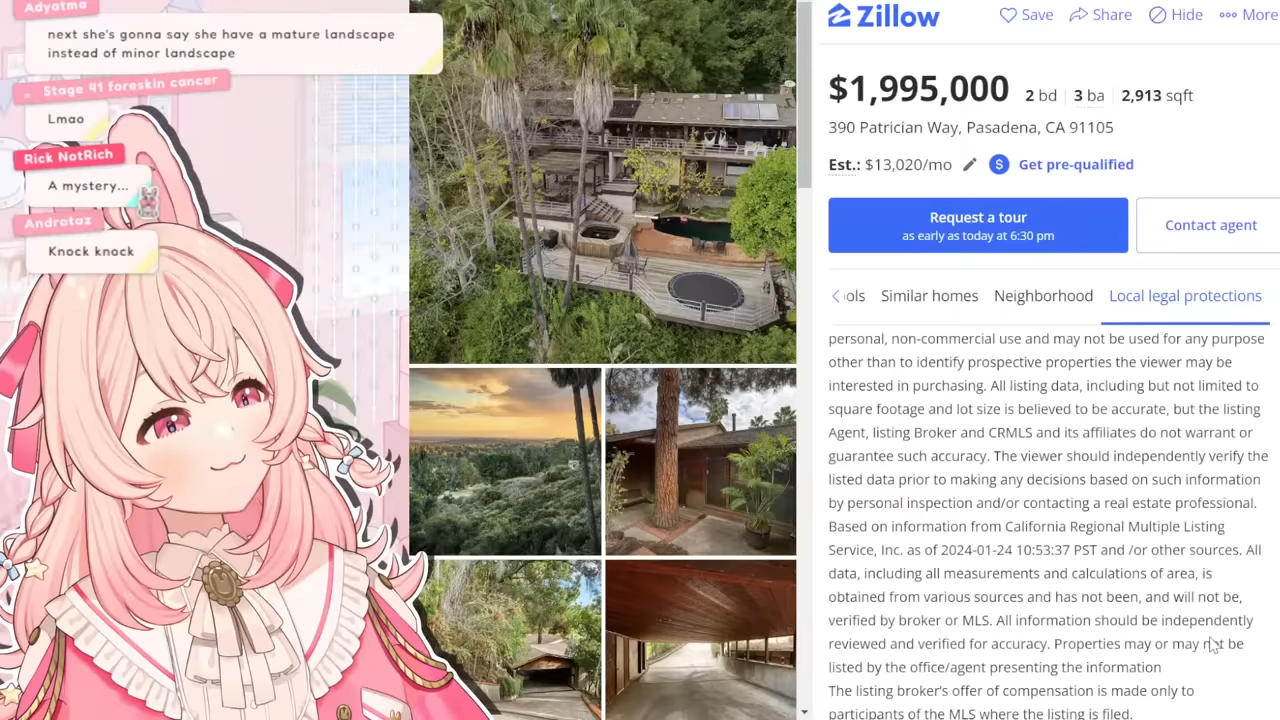 Adyatma
next she's gonna say she have a mature landscape
instead of minor landscape
Stage 41 foreskin cancer
Lmao
Rick NotRich
A mystery...
Androtaz
Knock knock
Zillow
Save
Share
Hide
More
$1,995,000
2 bd
3 ba
2,913 sqft
390 Patrician Way, Pasadena, CA 91105
Est.: $13,020/mo
$
Get pre-qualified
Request a tour
as early as today at 6:30 pm
Contact agent
ols
Similar homes
Neighborhood
Local legal protections
personal, non-commercial use and may not be used for any purpose
other than to identify prospective properties the viewer may be
interested in purchasing. All listing data, including but not limited to
square footage and lot size is believed to be accurate, but the listing
Agent, listing Broker and CRMLS and its affiliates do not warrant or
guarantee such accuracy. The viewer should independently verify the
listed data prior to making any decisions based on such information
by personal inspection and/or contacting a real estate professional.
Based on information from California Regional Multiple Listing
Service, Inc. as of 2024-01-24 10:53:37 PST and /or other sources. All
data, including all measurements and calculations of area, is
obtained from various sources and has not been, and will not be,
verified by broker or MLS. All information should be independently
reviewed and verified for accuracy. Properties may or may not be
listed by the office/agent presenting the information
The listing broker's offer of compensation is made only to
participants of the MLS where the listing is filed.